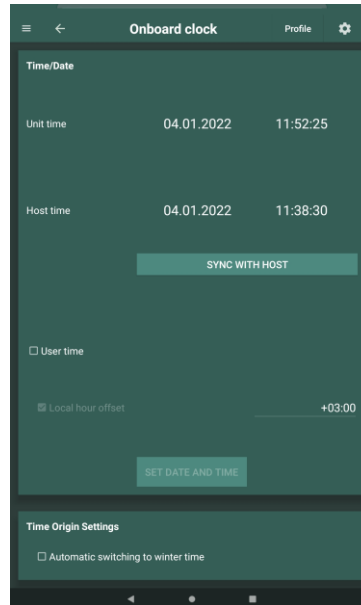 Onboard clock Profile
Time/Date
Unit time 04.01.2022 11:52:25
Host time 04.01.2022 11:38:30
SYNC WITH HOST
User time
Local hour offset +03:00
SET DATE AND TIME
Time Origin Settings
Automatic switching to winter time